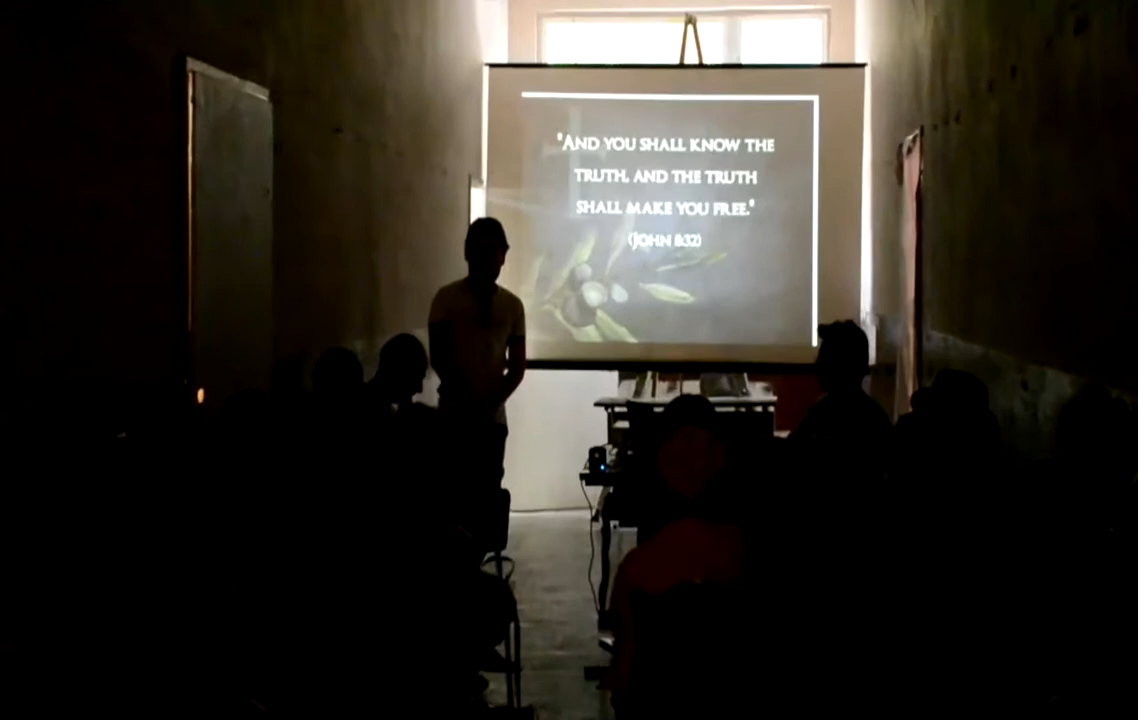 "And you shall know the
truth, and the truth
shall make you free."
(John 8:32)